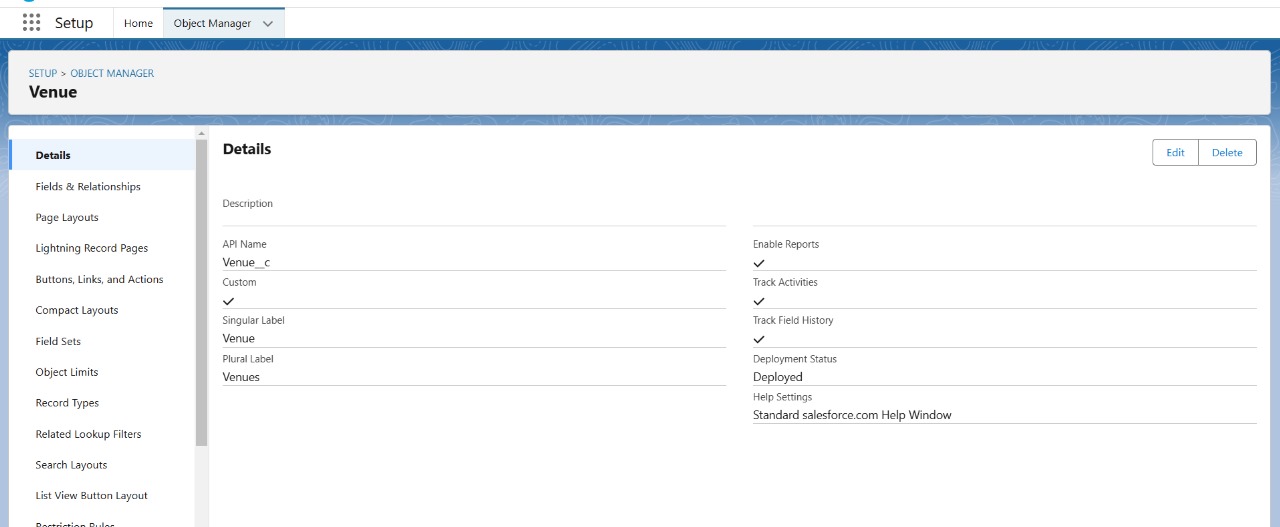 Setup
Home
Object Manager
SETUP > OBJECT MANAGER
Venue
Details
Fields & Relationships
Page Layouts
Lightning Record Pages
Buttons, Links, and Actions
Compact Layouts
Field Sets
Object Limits
Record Types
Related Lookup Filters
Search Layouts
List View Button Layout
Restriction Rules
Details
Edit
Delete
Description
API Name
Venue__c
Custom
Singular Label
Venue
Plural Label
Venues
Enable Reports
Track Activities
Track Field History
Deployment Status
Deployed
Help Settings
Standard salesforce.com Help Window